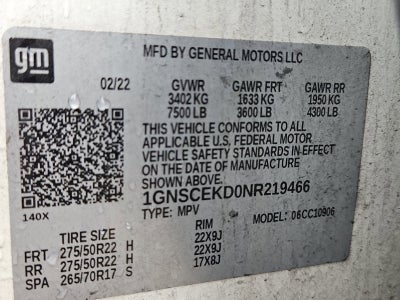 gm
MFD BY GENERAL MOTORS LLC
02/22 GVWR GAWR FRT GAWR RR
3402 KG 1633 KG 1950 KG
7500 LB 3600 LB 4300 LB
THIS VEHICLE CONFORMS TO ALL
APPLICABLE U.S. FEDERAL MOTOR
VEHICLE SAFETY STANDARDS IN EFFECT
ON THE DATE OF MANUFACTURE
SHOWN ABOVE.
1GNSCEKD0NR219466
140X TYPE: MPV MODEL: 06CC10906
TIRE SIZE RIM
FRT 275/50R22 H 22X9J
RR 275/50R22 H 22X9J
SPA 265/70R17 S 17X8J